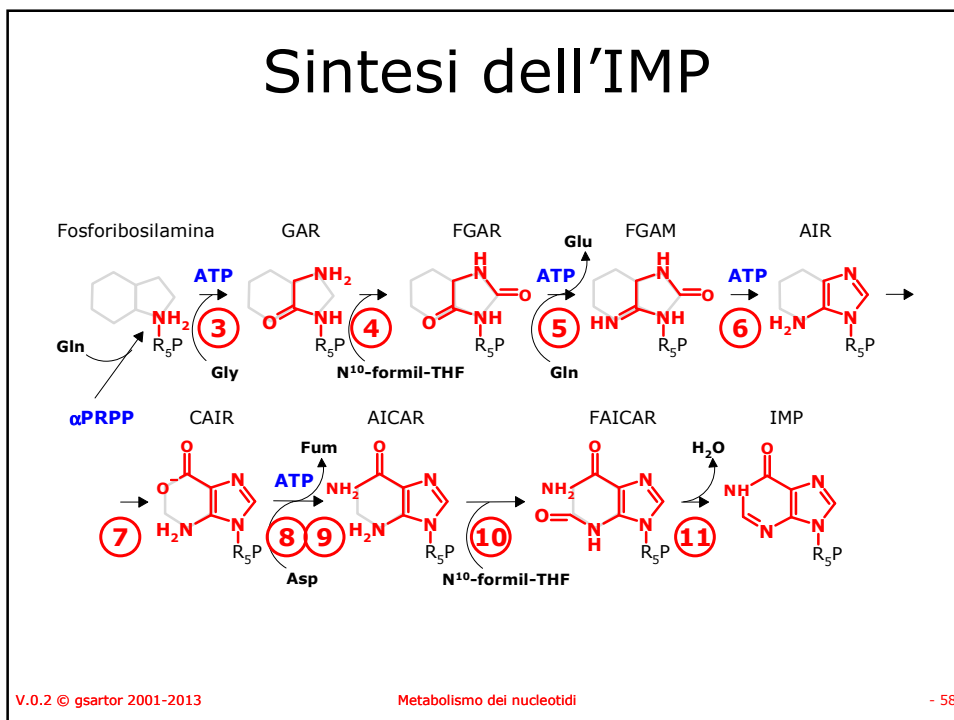 Sintesi dell'IMP
Fosforibosilamina GAR FGAR FGAM AIR
Glu
ATP ATP ATP
NH₂ NH₂ H N H N N
O O O
O NH O NH HN NH H₂N N
3 4 5 6
R₅P R₅P R₅P R₅P R₅P
Gln Gly N¹⁰-formil-THF Gln
αPRPP
CAIR AICAR FAICAR IMP
Fum H₂O
O O O O
ATP
O⁻ N NH₂ N NH₂ N NH N
H₂N N H₂N N O N H N N N
7 8 9 10 11
R₅P R₅P R₅P R₅P
Asp N¹⁰-formil-THF
V.0.2 © gsartor 2001-2013 Metabolismo dei nucleotidi - 58